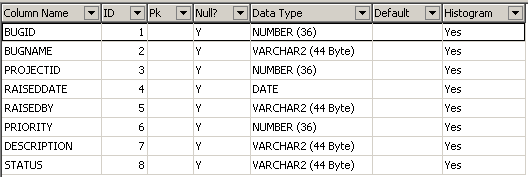 Column Name ID Pk Null? Data Type Default Histogram
BUGID 1 Y NUMBER (36) Yes
BUGNAME 2 Y VARCHAR2 (44 Byte) Yes
PROJECTID 3 Y NUMBER (36) Yes
RAISEDDATE 4 Y DATE Yes
RAISEDBY 5 Y VARCHAR2 (44 Byte) Yes
PRIORITY 6 Y NUMBER (36) Yes
DESCRIPTION 7 Y VARCHAR2 (44 Byte) Yes
STATUS 8 Y VARCHAR2 (44 Byte) Yes